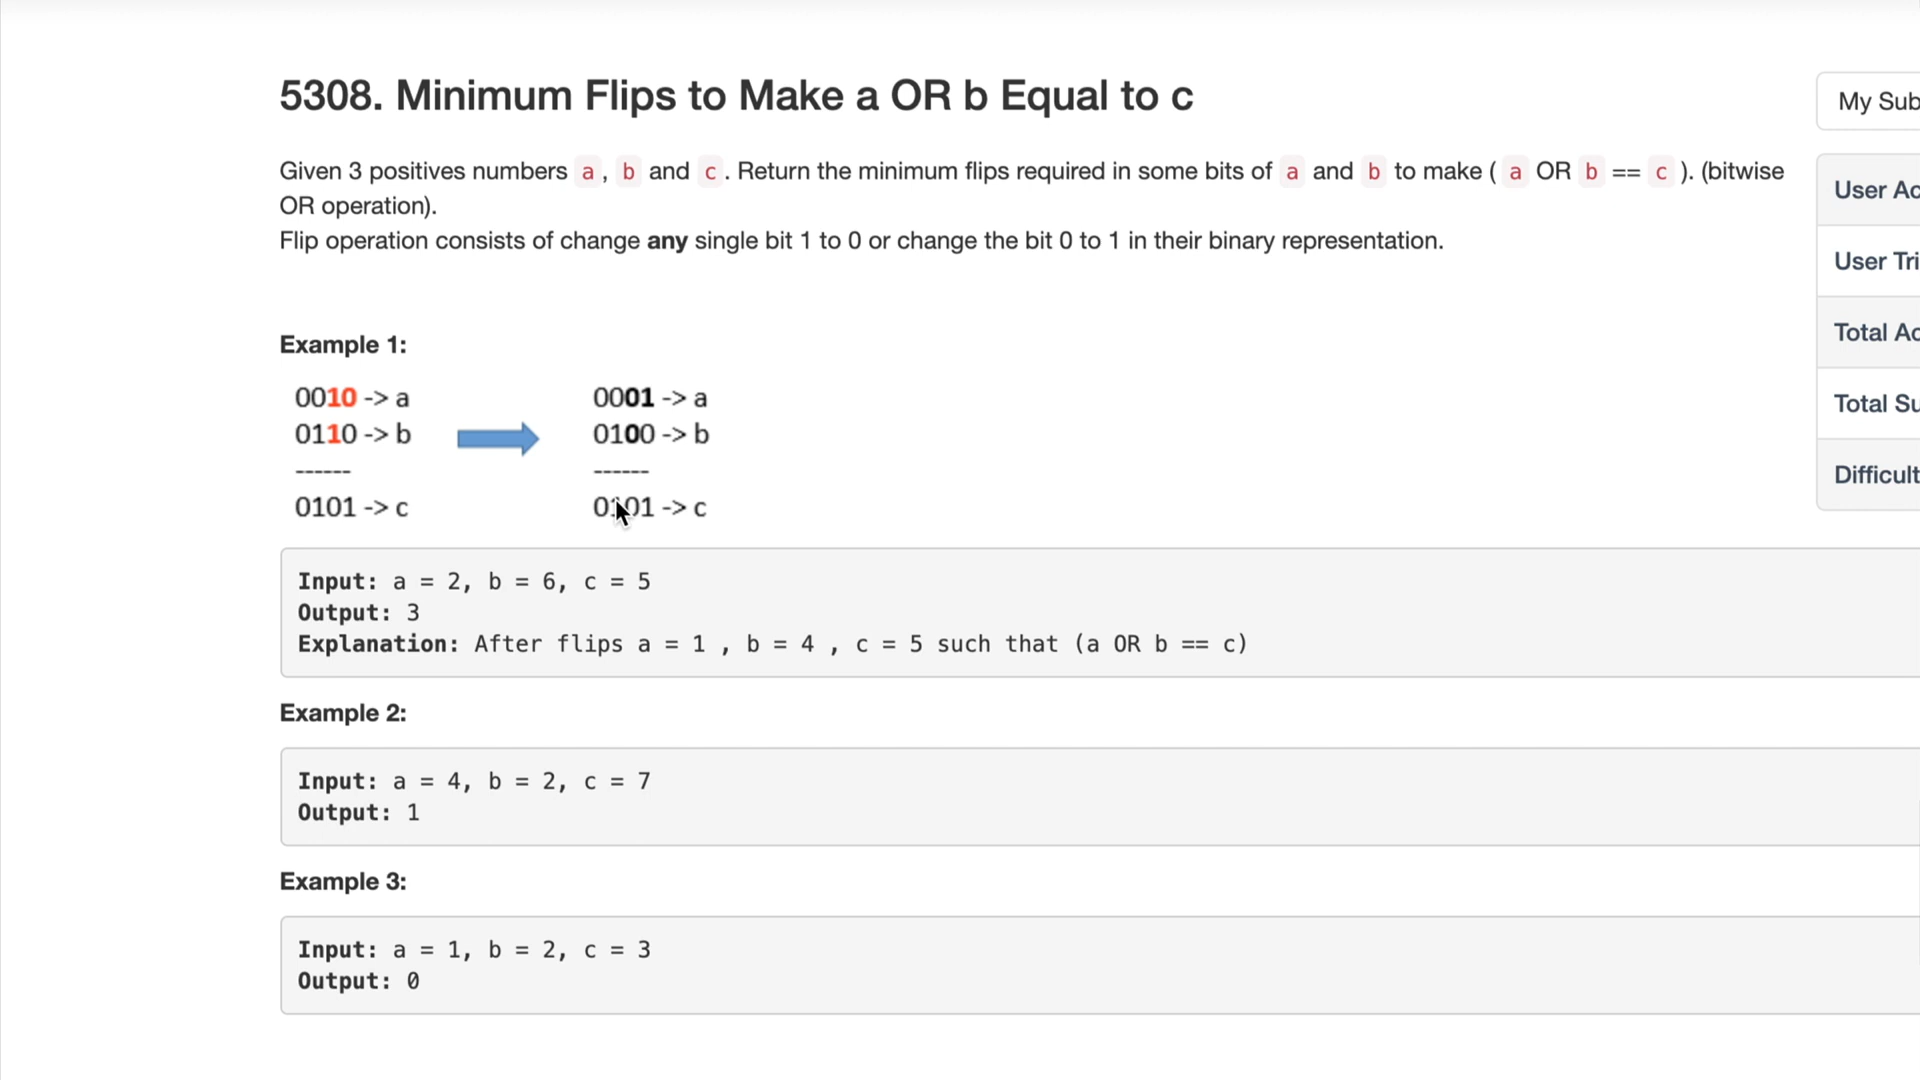 5308. Minimum Flips to Make a OR b Equal to c
My Sub
Given 3 positives numbers a , b and c . Return the minimum flips required in some bits of a and b to make ( a OR b == c ). (bitwise
OR operation).
Flip operation consists of change any single bit 1 to 0 or change the bit 0 to 1 in their binary representation.
User Ac
User Tri
Total Ac
Total Su
Difficult
Example 1:
0010 -> a
0110 -> b
------
0101 -> c
0001 -> a
0100 -> b
------
0101 -> c
Input: a = 2, b = 6, c = 5
Output: 3
Explanation: After flips a = 1 , b = 4 , c = 5 such that (a OR b == c)
Example 2:
Input: a = 4, b = 2, c = 7
Output: 1
Example 3:
Input: a = 1, b = 2, c = 3
Output: 0